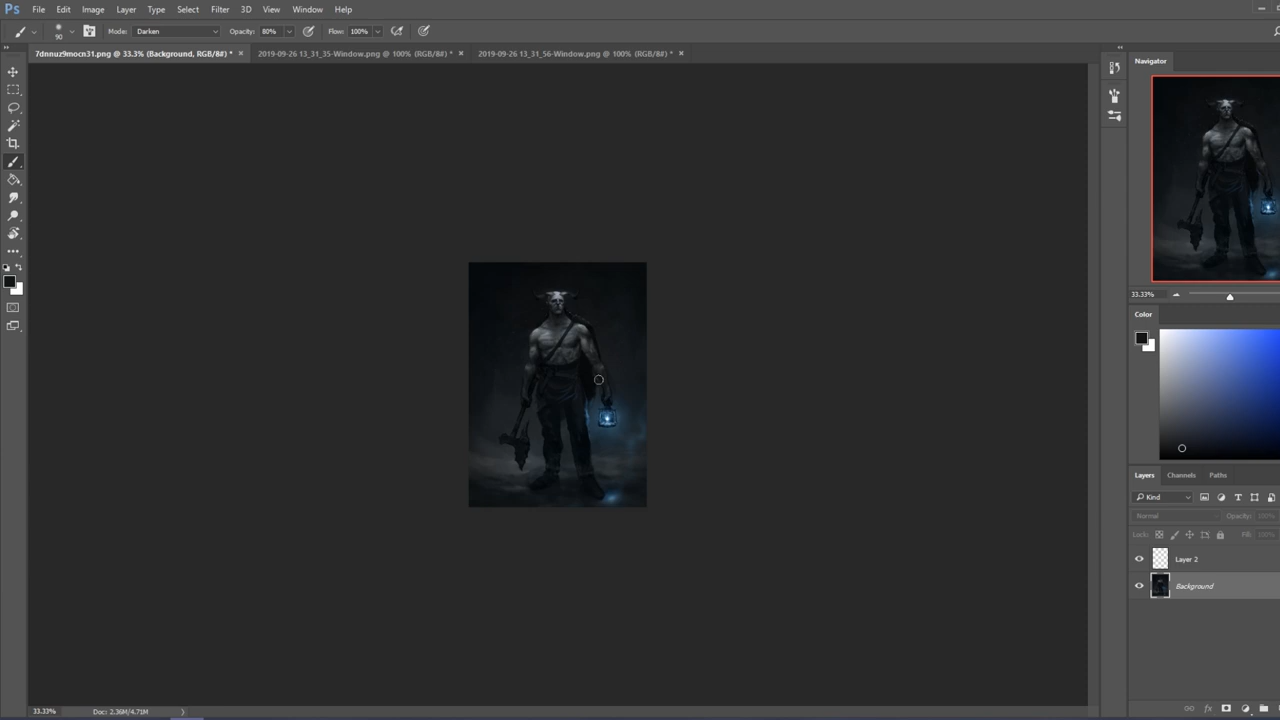 Ps File Edit Image Layer Type Select Filter 3D View Window Help
90 Mode: Darken Opacity: 80% Flow: 100%
7dnnuz9mocn31.png @ 33.3% (Background, RGB/8#) * × 2019-09-26 13_31_35-Window.png @ 100% (RGB/8#) * × 2019-09-26 13_31_56-Window.png @ 100% (RGB/8#) * ×
Navigator
33.33%
Color
Layers Channels Paths
Kind
Normal Opacity: 100%
Lock: Fill: 100%
Layer 2
Background
fx
33.33% Doc: 2.36M/4.71M